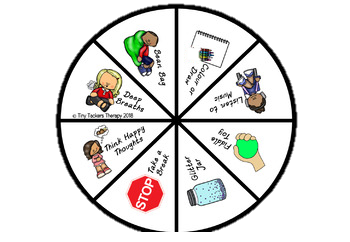 Bean
Bag
Colour or
Draw
Listen to
Music
Fiddle
Toy
Glitter
Jar
Take a
Break
STOP
Think Happy
Thoughts
Deep
Breaths
© Tiny Tackers Therapy 2018